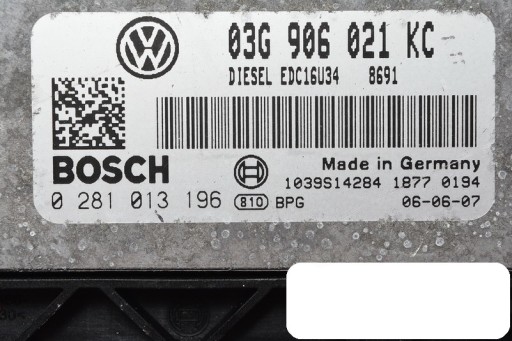 03G 906 021 KC
DIESEL EDC16U34 8691
BOSCH
Made in Germany
1039S14284 1877 0194
0 281 013 196 810 BPG 06-06-07